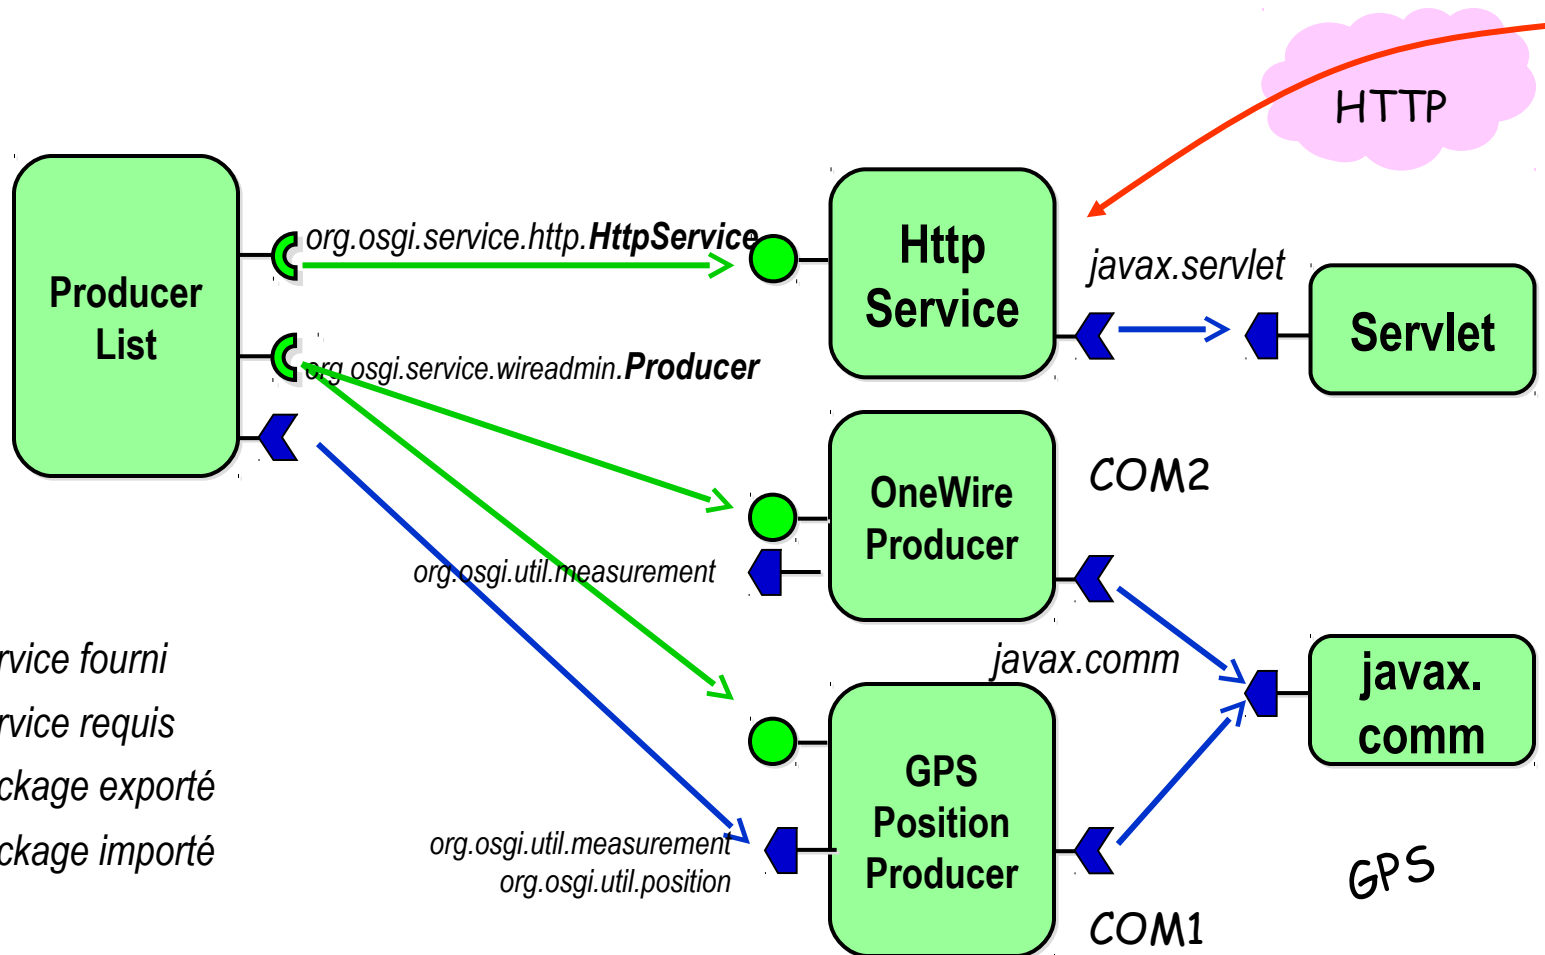 HTTP
org.osgi.service.http.HttpService
Http
Service
javax.servlet
Servlet
Producer
List
org.osgi.service.wireadmin.Producer
OneWire
Producer
COM2
org.osgi.util.measurement
rvice fourni
rvice requis
ckage exporté
ckage importé
javax.comm
javax.
comm
GPS
Position
Producer
org.osgi.util.measurement
org.osgi.util.position
GPS
COM1